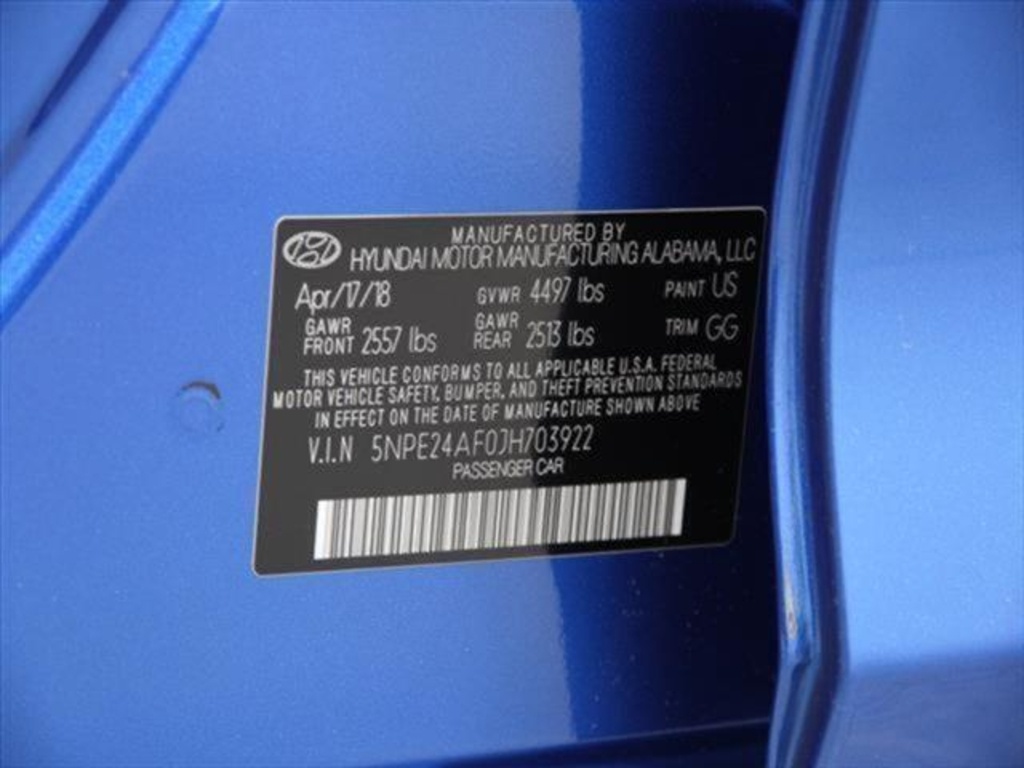 MANUFACTURED BY
HYUNDAI MOTOR MANUFACTURING ALABAMA, LLC
Apr/17/18 GVWR 4497 lbs PAINT US
GAWR FRONT 2557 lbs GAWR REAR 2513 lbs TRIM GG
THIS VEHICLE CONFORMS TO ALL APPLICABLE U.S.A. FEDERAL
MOTOR VEHICLE SAFETY, BUMPER, AND THEFT PREVENTION STANDARDS
IN EFFECT ON THE DATE OF MANUFACTURE SHOWN ABOVE
V.I.N 5NPE24AF0JH703922
PASSENGER CAR